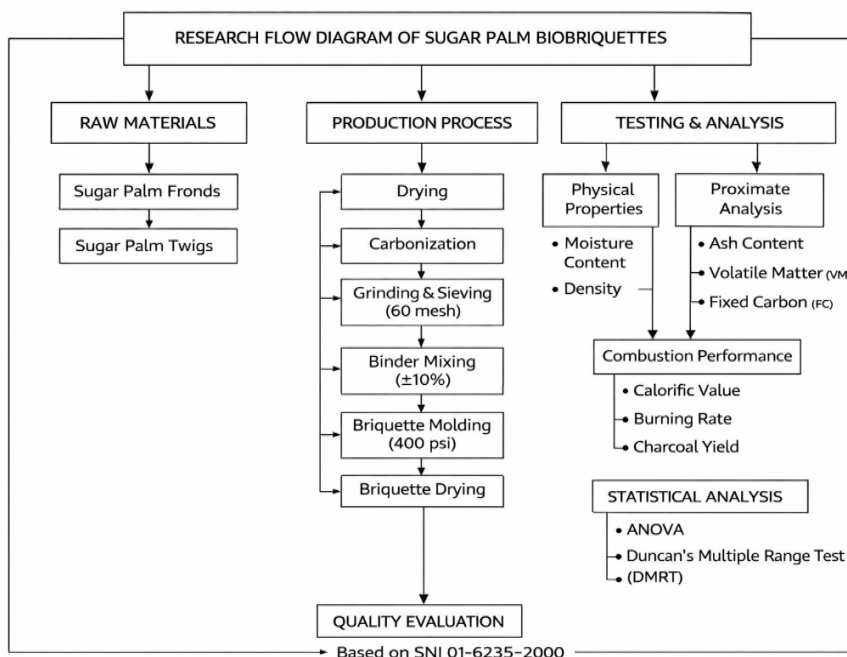 RESEARCH FLOW DIAGRAM OF SUGAR PALM BIOBRIQUETTES
RAW MATERIALS
Sugar Palm Fronds
Sugar Palm Twigs
PRODUCTION PROCESS
Drying
Carbonization
Grinding & Sieving
(60 mesh)
Binder Mixing
(±10%)
Briquette Molding
(400 psi)
Briquette Drying
TESTING & ANALYSIS
Physical
Properties
• Moisture
Content
• Density
Proximate
Analysis
• Ash Content
• Volatile Matter (VM
• Fixed Carbon (FC)
Combustion Performance
• Calorific Value
• Burning Rate
• Charcoal Yield
STATISTICAL ANALYSIS
• ANOVA
• Duncan's Multiple Range Test
• (DMRT)
QUALITY EVALUATION
Based on SNI 01-6235-2000